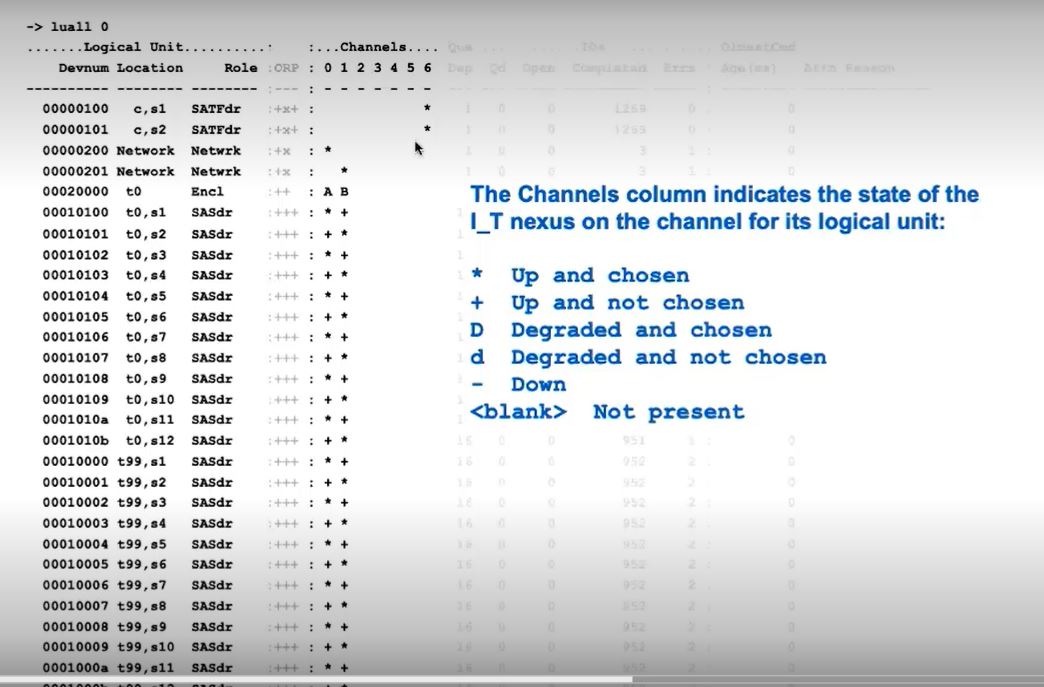 -> luall 0
.......Logical Unit..........: :...Channels.... Que ... .... IOs ... OldestCmd
Devnum Location Role :ORP : 0 1 2 3 4 5 6 Dep Qd Open Completed Errs : Age(ms) Attn Reason
---------- -------- -------- :--- : - - - - - - -
00000100 c,s1 SATFdr :+x+ : * 1 0 0 1269 0 : 0
00000101 c,s2 SATFdr :+x+ : * 1 0 0 1265 0 : 0
00000200 Network Netwrk :+x : * 1 0 0 3 1 : 0
00000201 Network Netwrk :+x : * 1 0 0 3 1 : 0
00020000 t0 Encl :++ : A B
00010100 t0,s1 SASdr :+++ : * +
00010101 t0,s2 SASdr :+++ : + *
00010102 t0,s3 SASdr :+++ : * +
00010103 t0,s4 SASdr :+++ : + *
00010104 t0,s5 SASdr :+++ : * +
00010105 t0,s6 SASdr :+++ : + *
00010106 t0,s7 SASdr :+++ : * +
00010107 t0,s8 SASdr :+++ : + *
00010108 t0,s9 SASdr :+++ : * +
00010109 t0,s10 SASdr :+++ : + *
0001010a t0,s11 SASdr :+++ : * +
0001010b t0,s12 SASdr :+++ : + * 16 0 0 951 : 0
00010000 t99,s1 SASdr :+++ : * + 16 0 0 952 2 : 0
00010001 t99,s2 SASdr :+++ : + * 16 0 0 952 2 : 0
00010002 t99,s3 SASdr :+++ : * + 16 0 0 952 2 : 0
00010003 t99,s4 SASdr :+++ : + * 16 0 0 952 2 : 0
00010004 t99,s5 SASdr :+++ : * + 16 0 0 952 2 : 0
00010005 t99,s6 SASdr :+++ : + * 16 0 0 952 2 : 0
00010006 t99,s7 SASdr :+++ : * + 16 0 0 952 2 : 0
00010007 t99,s8 SASdr :+++ : + * 16 0 0 952 2 : 0
00010008 t99,s9 SASdr :+++ : * + 16 0 0 952 2 : 0
00010009 t99,s10 SASdr :+++ : + * 16 0 0 952 2 : 0
0001000a t99,s11 SASdr :+++ : * + 16 0 0 952 2 : 0
The Channels column indicates the state of the
I_T nexus on the channel for its logical unit:
* Up and chosen
+ Up and not chosen
D Degraded and chosen
d Degraded and not chosen
- Down
<blank> Not present